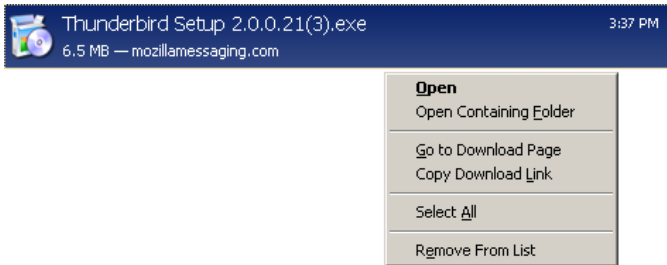 Thunderbird Setup 2.0.0.21(3).exe
3:37 PM
6.5 MB — mozillamessaging.com
Open
Open Containing Folder
Go to Download Page
Copy Download Link
Select All
Remove From List